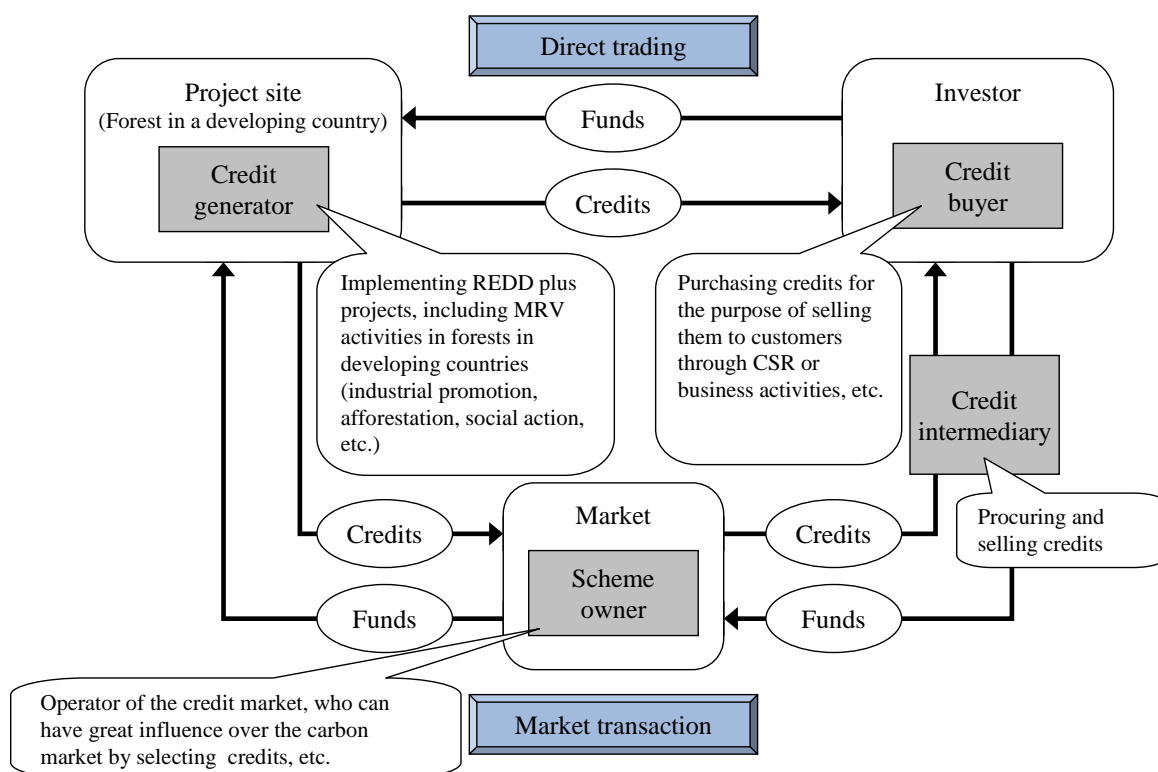 Direct trading
Project site
(Forest in a developing country)
Credit
generator
Funds
Credits
Investor
Credit
buyer
Implementing REDD plus
projects, including MRV
activities in forests in
developing countries
(industrial promotion,
afforestation, social action,
etc.)
Purchasing credits for
the purpose of selling
them to customers
through CSR or
business activities, etc.
Credit
intermediary
Procuring and
selling credits
Credits
Funds
Market
Scheme
owner
Credits
Funds
Operator of the credit market, who can
have great influence over the carbon
market by selecting  credits, etc.
Market transaction